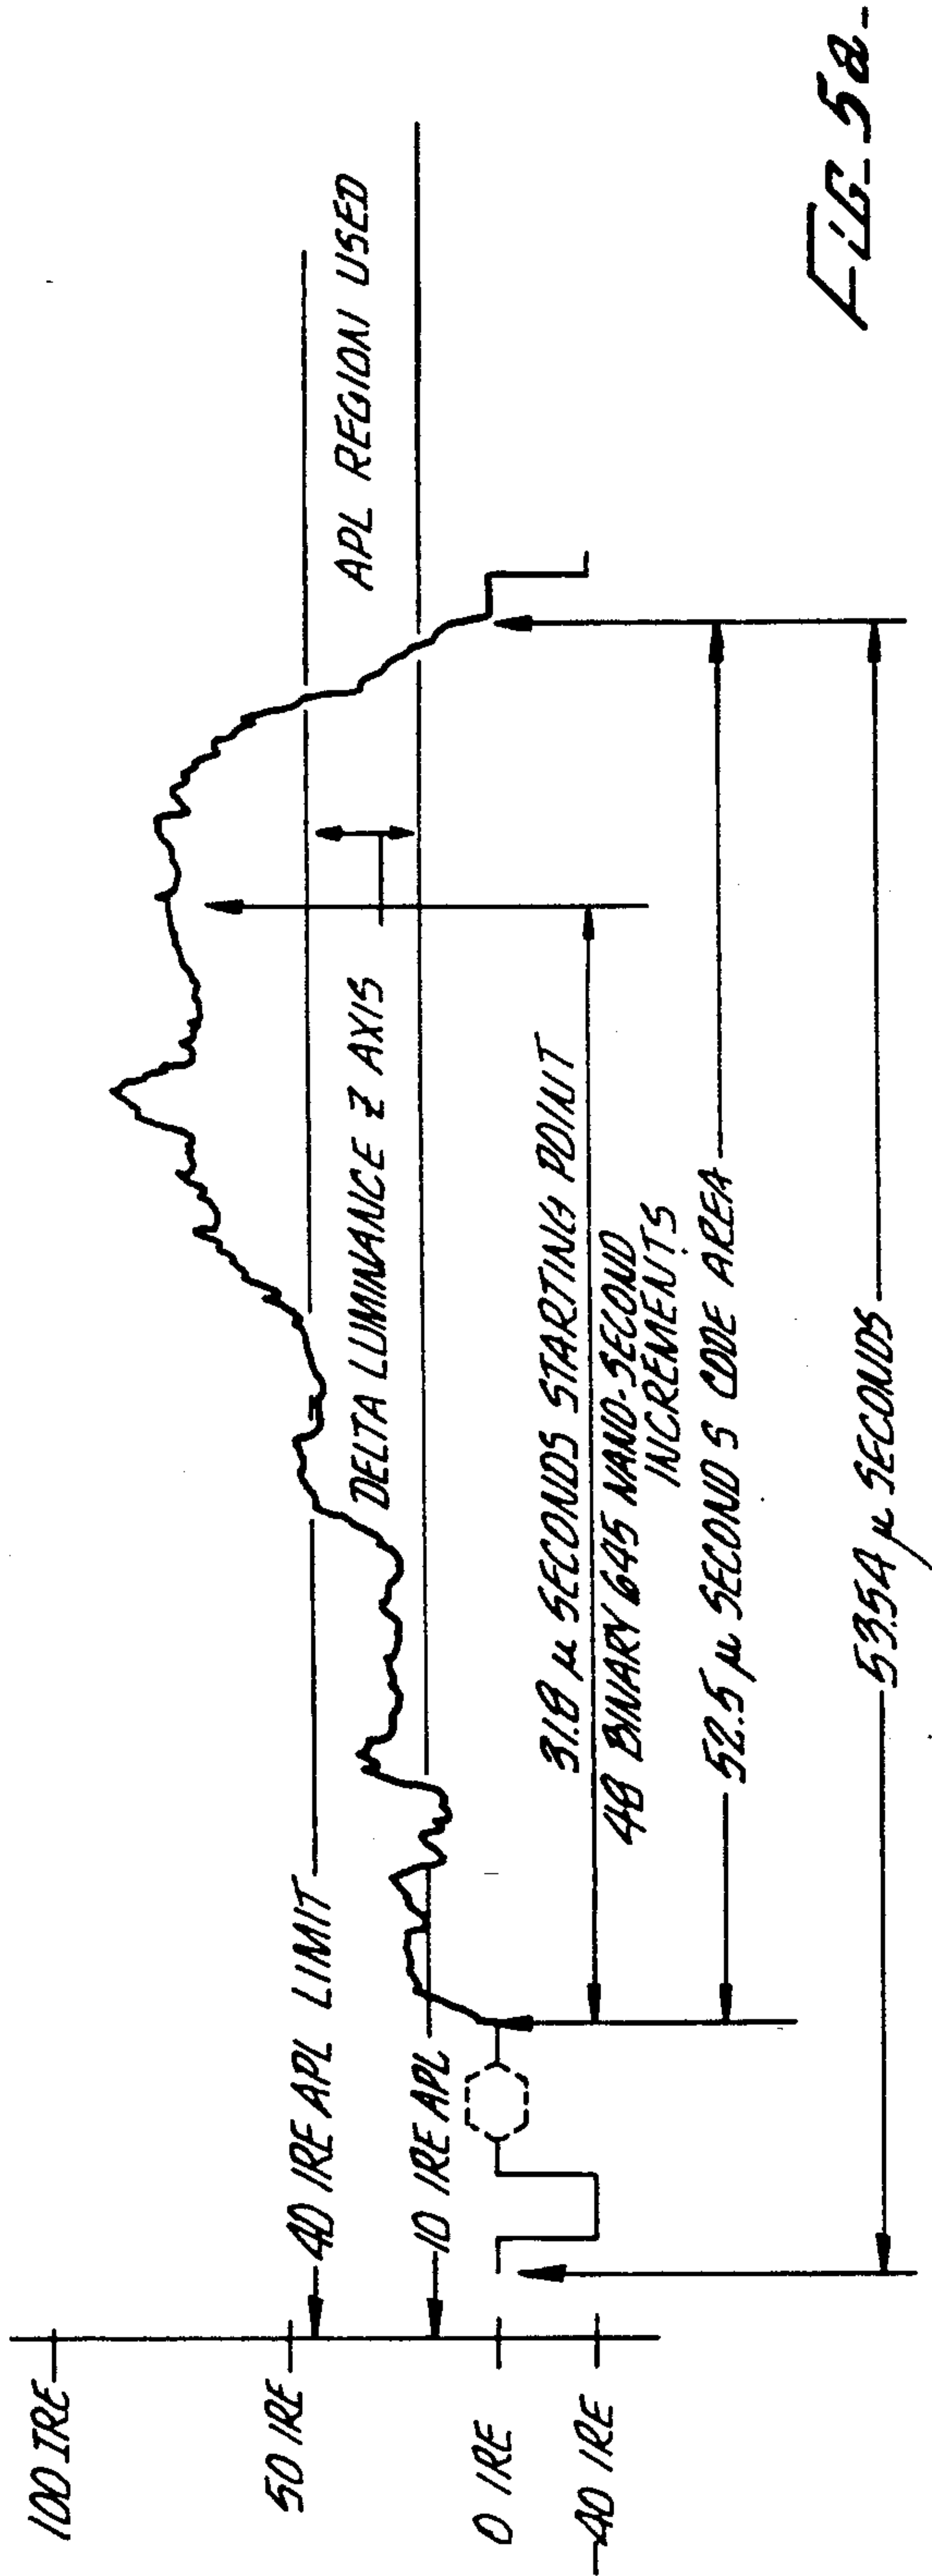 100 IRE
50 IRE
0 IRE
-40 IRE
40 IRE APL LIMIT
10 IRE APL
APL REGION USED
DELTA LUMINANCE Z AXIS
31.8 µ SECONDS STARTING POINT
48 BINARY 645 NANO-SECOND
INCREMENTS
52.5 µ SECOND S CODE AREA
53.54 µ SECONDS
FIG. 5a.